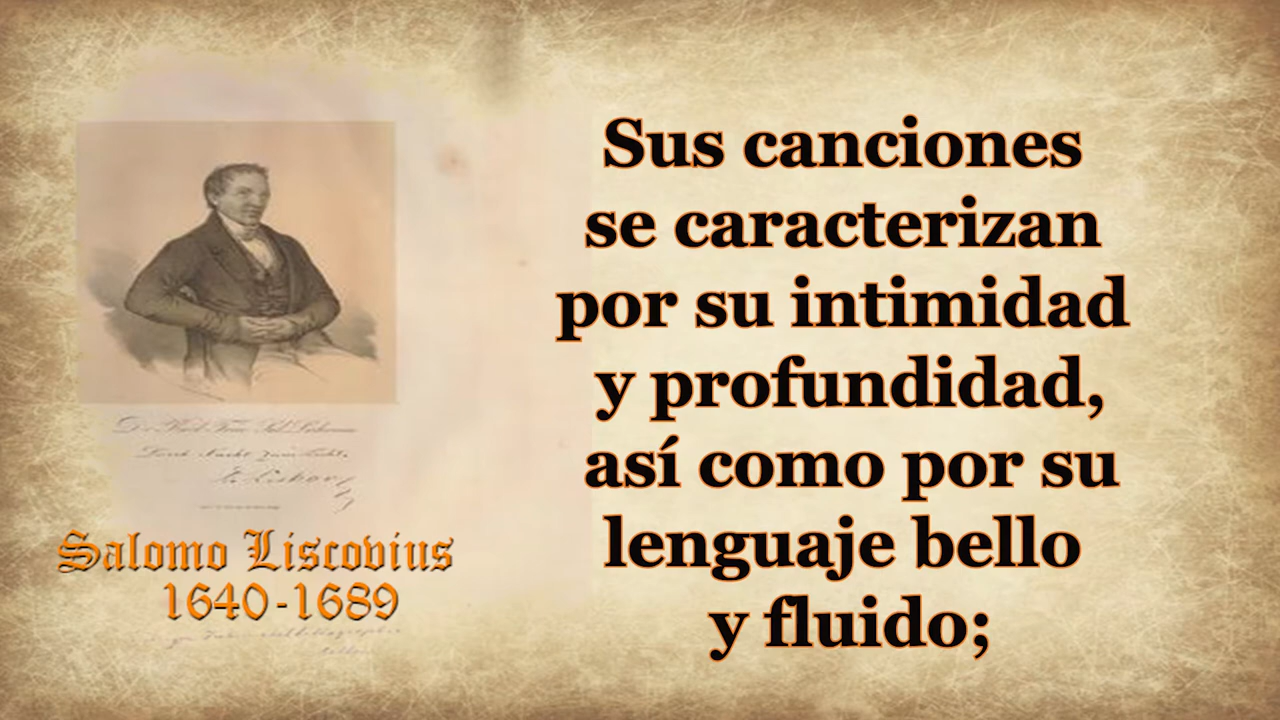 Sus canciones
se caracterizan
por su intimidad
y profundidad,
así como por su
lenguaje bello
y fluido;
Salomo Liscovius
1640-1689